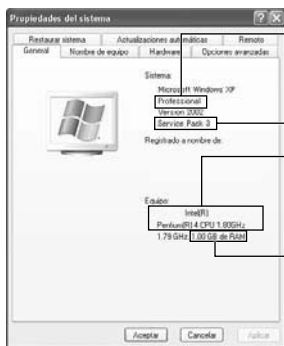 Propiedades del sistema
Restaurar sistema Actualizaciones automáticas Remoto
General Nombre de equipo Hardware Opciones avanzadas
Sistema:
Microsoft Windows XP
Professional
Version 2002
Service Pack 3
Registrado a nombre de:
Equipo:
Intel(R)
Pentium(R) 4 CPU 1.80GHz
1.79 GHz, 1,00 GB de RAM
Aceptar Cancelar Aplicar